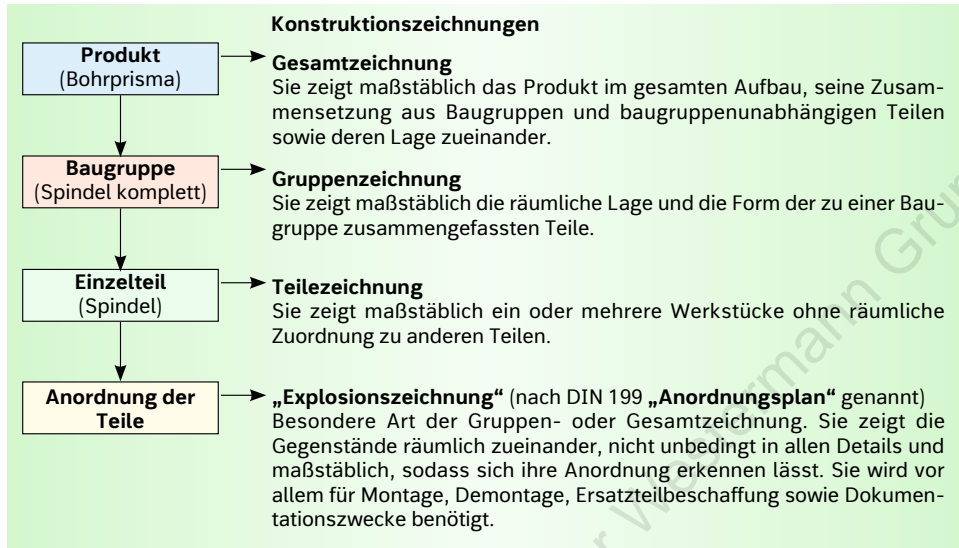 Konstruktionszeichnungen
Produkt
(Bohrprisma)
Gesamtzeichnung
Sie zeigt maßstäblich das Produkt im gesamten Aufbau, seine Zusam-
mensetzung aus Baugruppen und baugruppenunabhängigen Teilen
sowie deren Lage zueinander.
Baugruppe
(Spindel komplett)
Gruppenzeichnung
Sie zeigt maßstäblich die räumliche Lage und die Form der zu einer Bau-
gruppe zusammengefassten Teile.
Einzelteil
(Spindel)
Teilezeichnung
Sie zeigt maßstäblich ein oder mehrere Werkstücke ohne räumliche
Zuordnung zu anderen Teilen.
Anordnung der
Teile
„Explosionszeichnung“ (nach DIN 199 „Anordnungsplan“ genannt)
Besondere Art der Gruppen- oder Gesamtzeichnung. Sie zeigt die
Gegenstände räumlich zueinander, nicht unbedingt in allen Details und
maßstäblich, sodass sich ihre Anordnung erkennen lässt. Sie wird vor
allem für Montage, Demontage, Ersatzteilbeschaffung sowie Dokumen-
tationszwecke benötigt.
Westermann